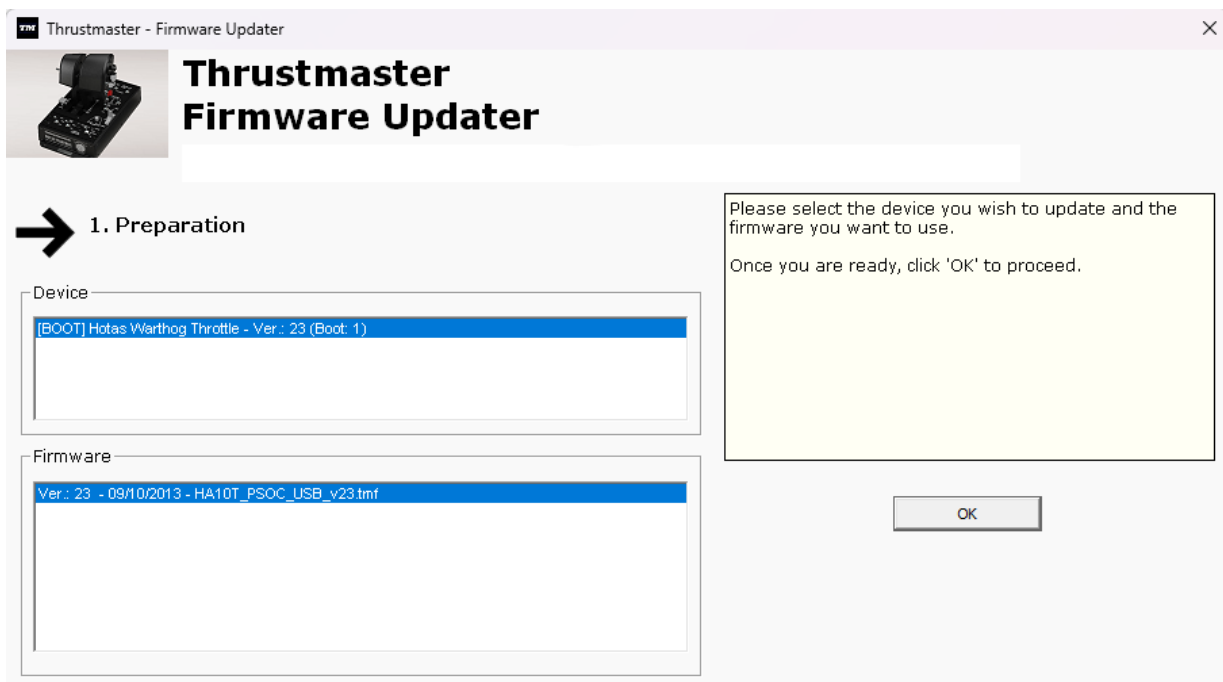 TM Thrustmaster - Firmware Updater
Thrustmaster
Firmware Updater
1. Preparation
Please select the device you wish to update and the
firmware you want to use.
Once you are ready, click 'OK' to proceed.
Device
[BOOT] Hotas Warthog Throttle - Ver.: 23 (Boot: 1)
Firmware
Ver.: 23 - 09/10/2013 - HA10T_PSOC_USB_v23.tmf
OK